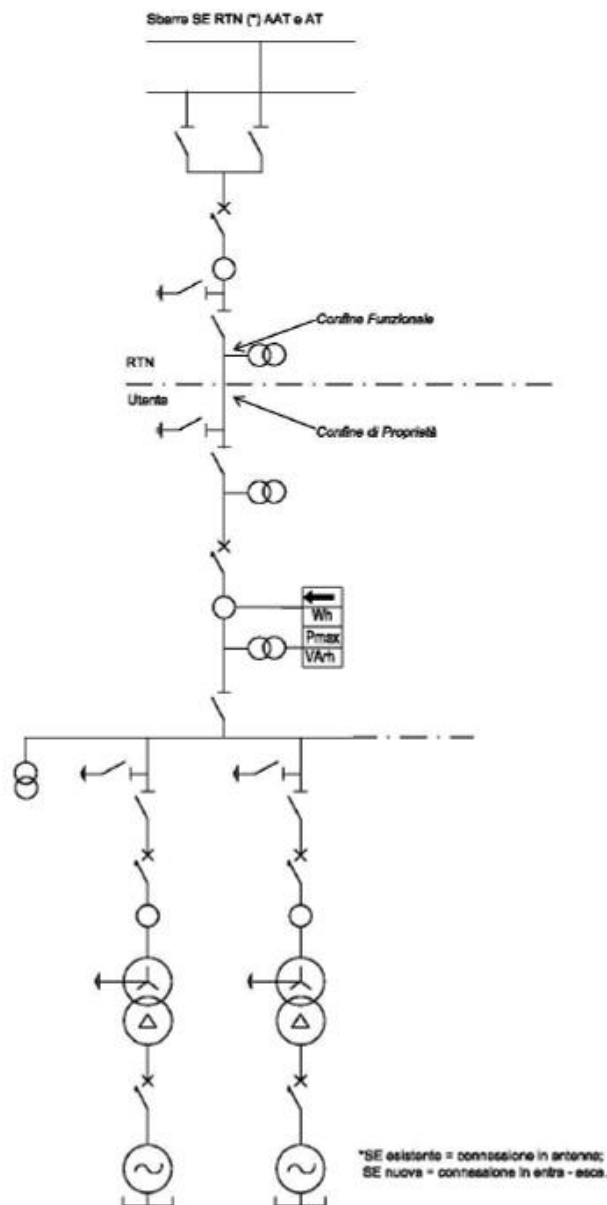 Sbarre SE RTN (*) AAT e AT
Confine Funzionale
RTN
Utente
Confine di Proprietà
Wh
Pmax
VArh
*SE esistente = connessione in antenna;
SE nuova = connessione in entra - esce.